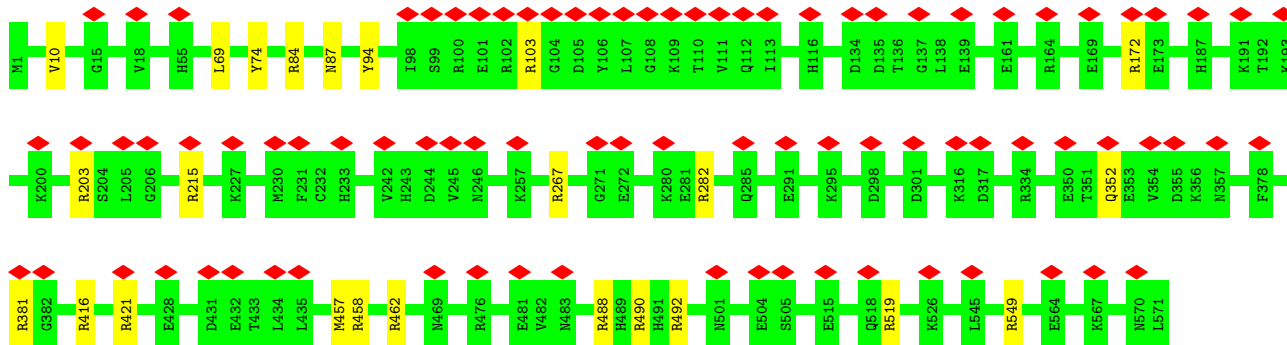 M1 V10 G15 V18 H55 L69 Y74 R84 N87 Y94 I98 S99 R100 E101 R102 R103 G104 D105 Y106 L107 G108 K109 T110 V111 Q112 I113 H116 D134 D135 T136 G137 L138 E139 E161 R164 E169 R172 E173 H187 K191 T192 K193
K200 R203 S204 L205 G206 R215 K227 M230 F231 C232 H233 V242 H243 D244 V245 N246 K257 R267 G271 E272 K280 E281 R282 Q285 E291 K295 D298 D301 K316 D317 R334 E350 T351 Q352 E353 V354 D355 K356 N357 F378
R381 G382 R416 R421 E428 D431 E432 T433 L434 L435 M457 R458 R462 N469 R476 E481 V482 N483 R488 H489 R490 H491 R492 N501 E504 S505 E515 Q518 R519 K526 L545 R549 E564 K567 N570 L571